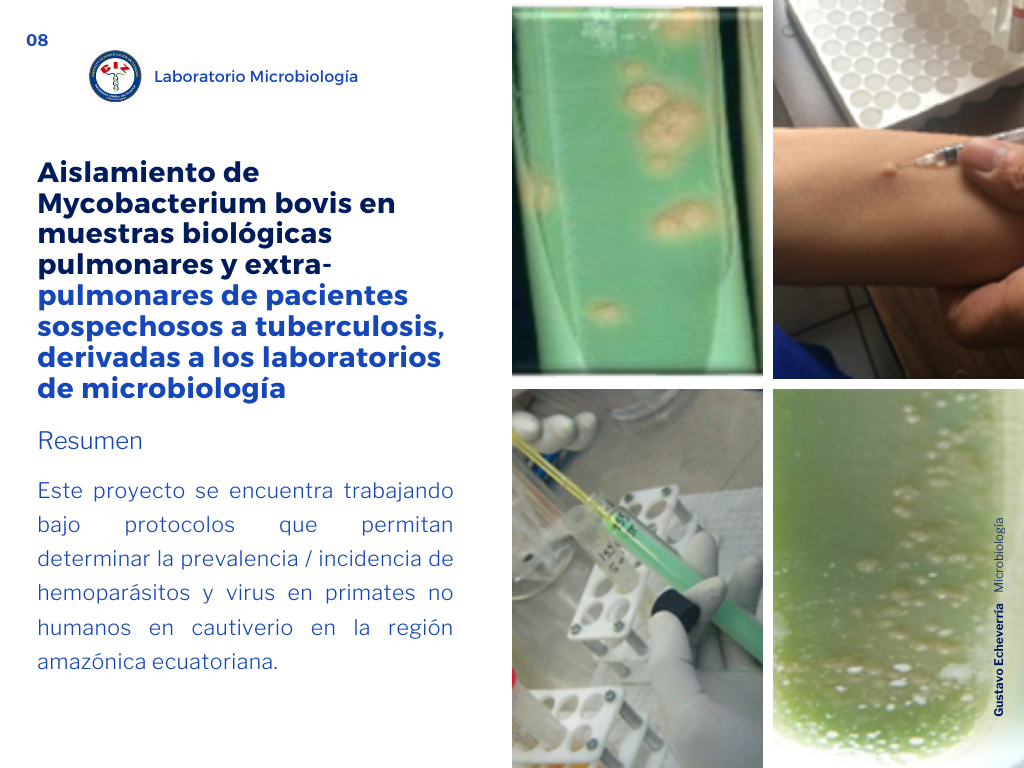 08
Laboratorio Microbiología
Aislamiento de
Mycobacterium bovis en
muestras biológicas
pulmonares y extra-
pulmonares de pacientes
sospechosos a tuberculosis,
derivadas a los laboratorios
de microbiología
Resumen
Este proyecto se encuentra trabajando
bajo protocolos que permitan
determinar la prevalencia / incidencia de
hemoparásitos y virus en primates no
humanos en cautiverio en la región
amazónica ecuatoriana.
Gustavo Echeverría Microbiología